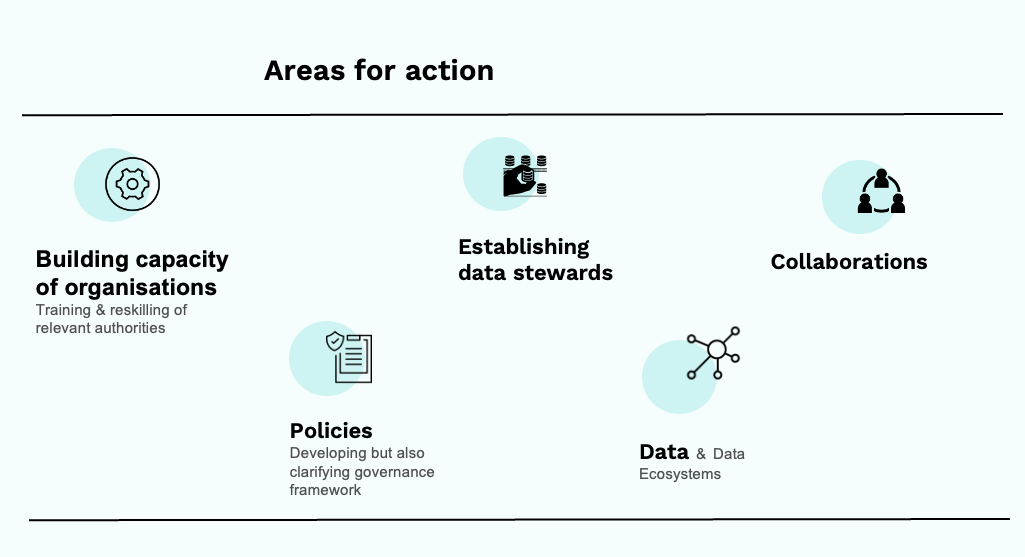 Areas for action
Building capacity
of organisations
Training & reskilling of
relevant authorities
Establishing
data stewards
Collaborations
Policies
Developing but also
clarifying governance
framework
Data & Data
Ecosystems